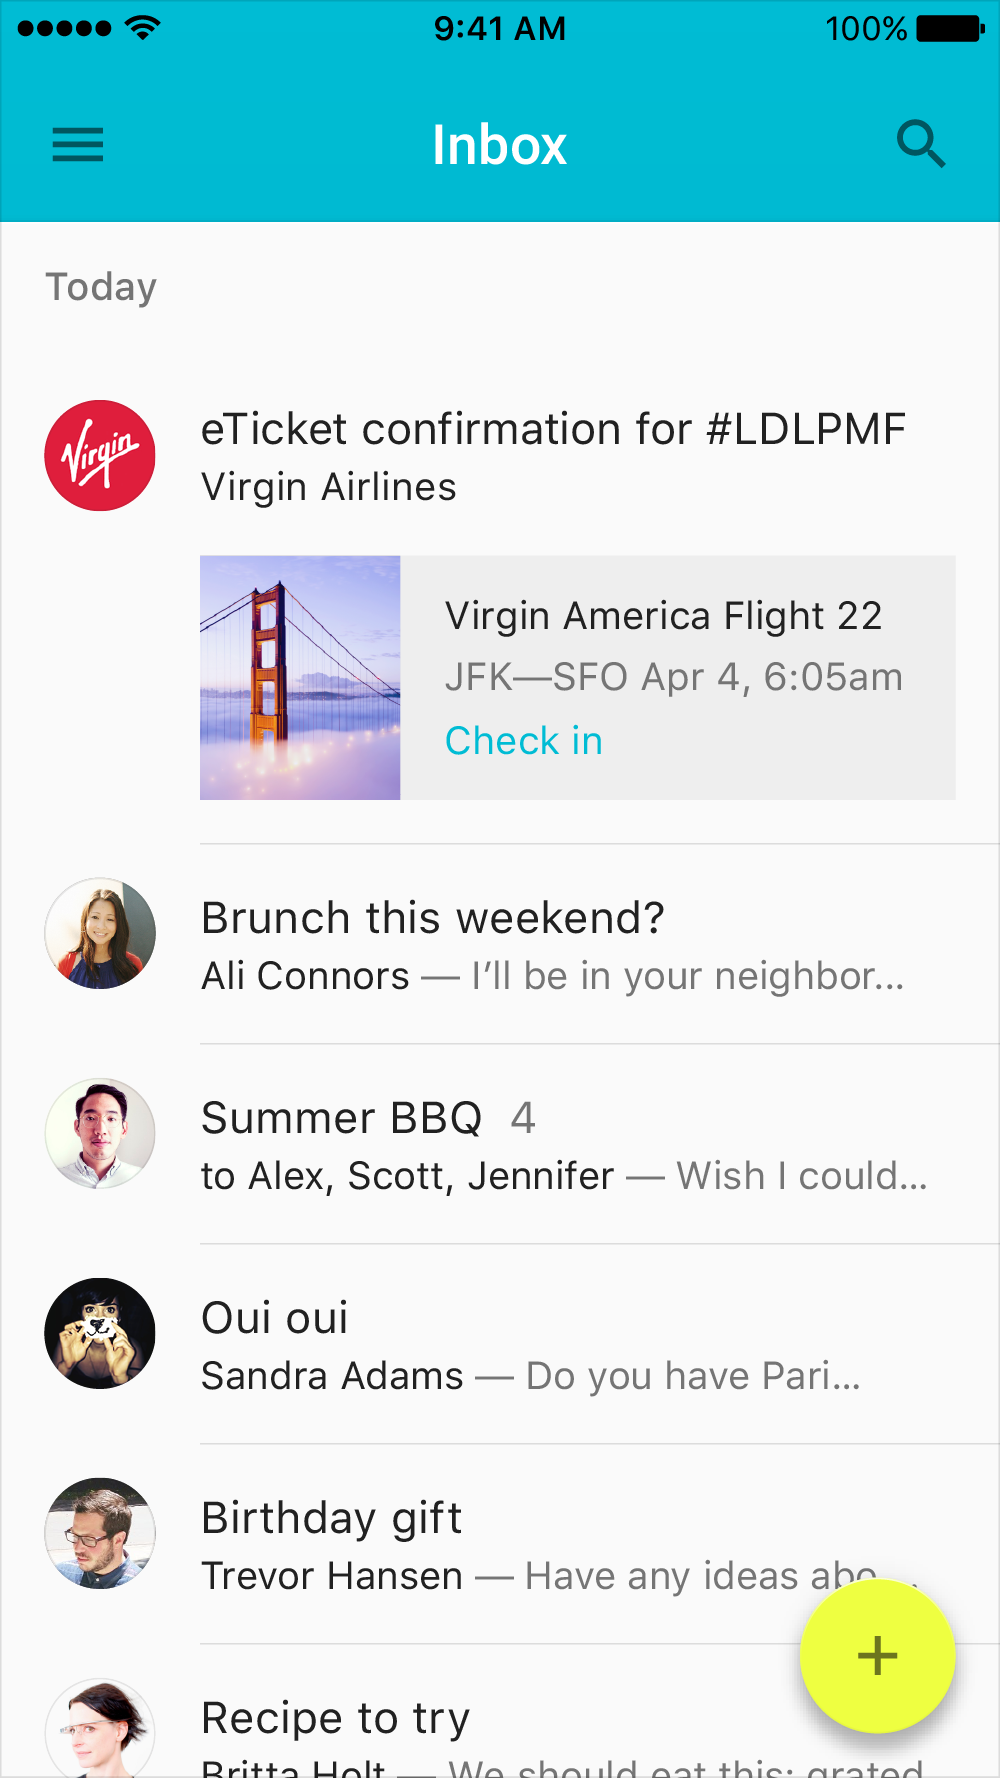 9:41 AM
100%
Inbox
Today
Virgin
eTicket confirmation for #LDLPMF
Virgin Airlines
Virgin America Flight 22
JFK—SFO Apr 4, 6:05am
Check in
Brunch this weekend?
Ali Connors — I’ll be in your neighbor...
Summer BBQ 4
to Alex, Scott, Jennifer — Wish I could...
Oui oui
Sandra Adams — Do you have Pari...
Birthday gift
Trevor Hansen — Have any ideas abo...
Recipe to try
Britta Holt — We should eat this: grated